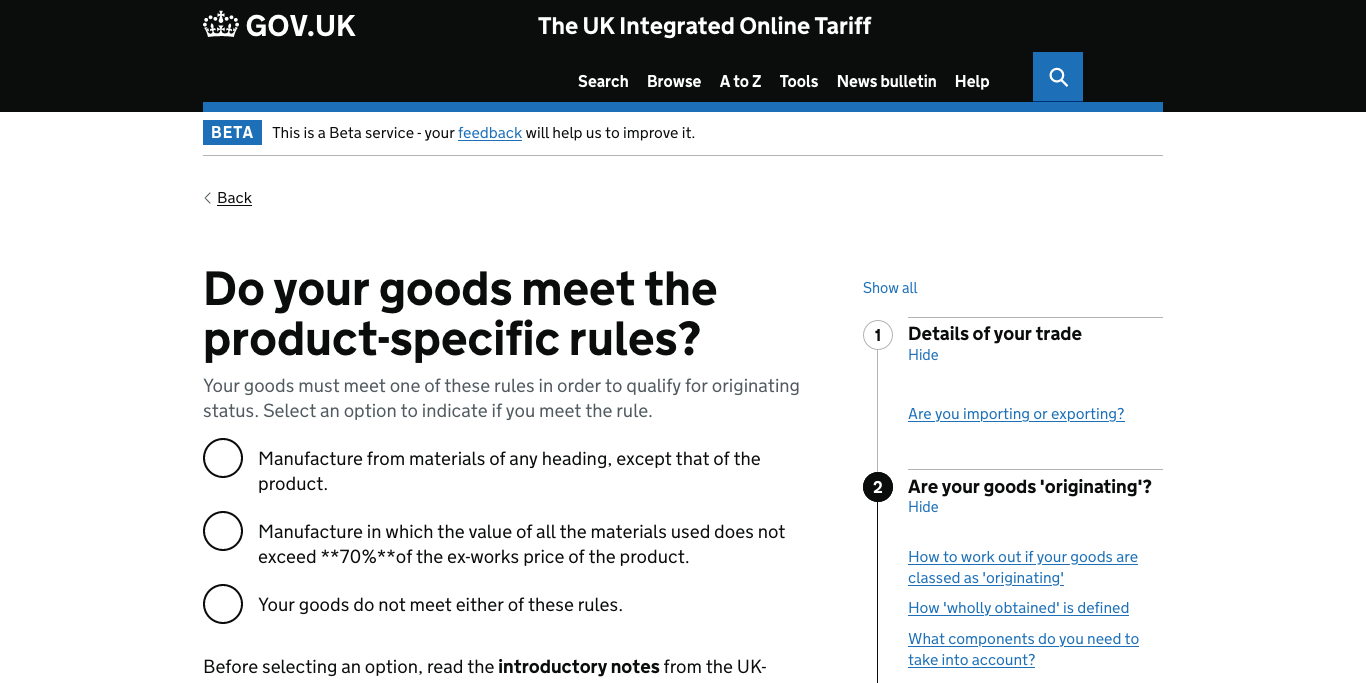 GOV.UK
The UK Integrated Online Tariff
Search Browse A to Z Tools News bulletin Help
BETA This is a Beta service - your feedback will help us to improve it.
Back
Do your goods meet the
product-specific rules?
Your goods must meet one of these rules in order to qualify for originating
status. Select an option to indicate if you meet the rule.
Manufacture from materials of any heading, except that of the
product.
Manufacture in which the value of all the materials used does not
exceed **70%**of the ex-works price of the product.
Your goods do not meet either of these rules.
Before selecting an option, read the introductory notes from the UK-
Show all
1 Details of your trade
Hide
Are you importing or exporting?
2 Are your goods 'originating'?
Hide
How to work out if your goods are
classed as 'originating'
How 'wholly obtained' is defined
What components do you need to
take into account?